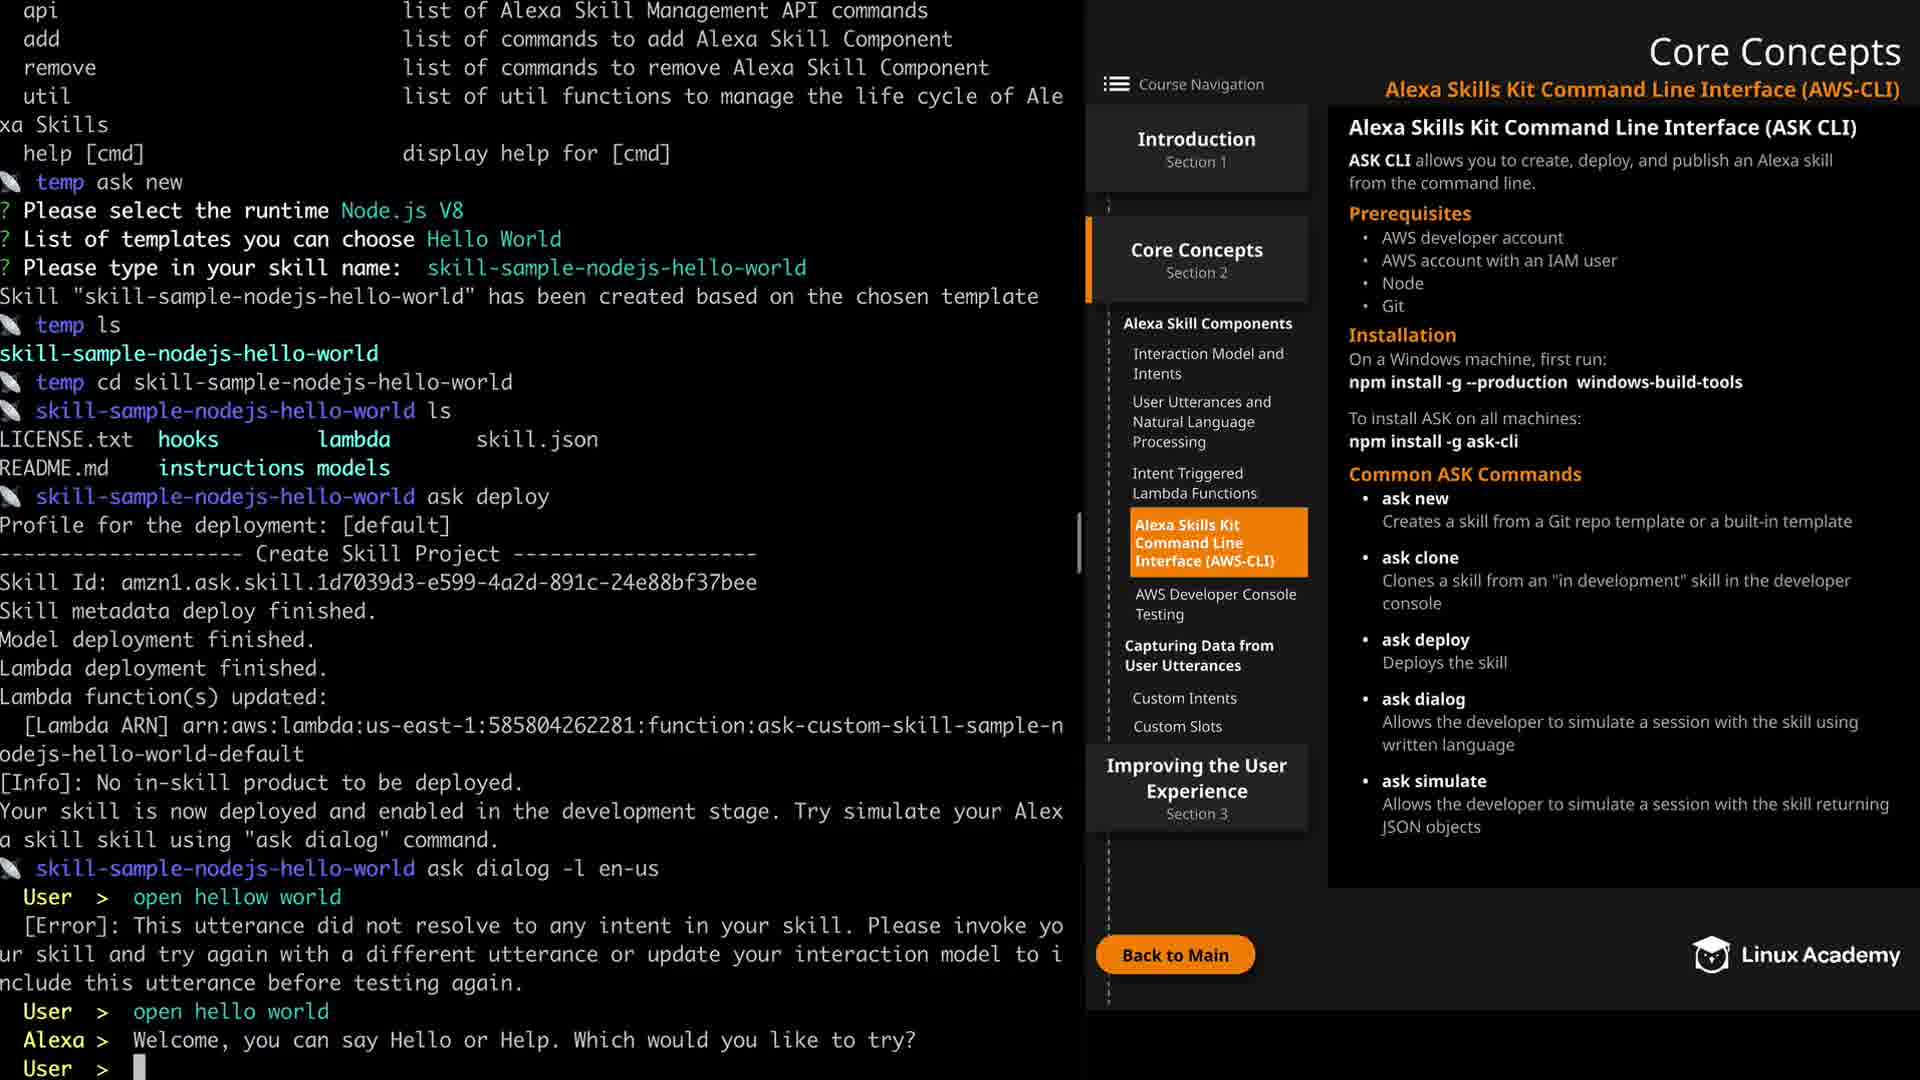 api                            list of Alexa Skill Management API commands
add                            list of commands to add Alexa Skill Component
remove                         list of commands to remove Alexa Skill Component
util                           list of util functions to manage the life cycle of Ale
xa Skills
help [cmd]                     display help for [cmd]
temp ask new
? Please select the runtime Node.js V8
? List of templates you can choose Hello World
? Please type in your skill name:  skill-sample-nodejs-hello-world
Skill "skill-sample-nodejs-hello-world" has been created based on the chosen template
temp ls
skill-sample-nodejs-hello-world
temp cd skill-sample-nodejs-hello-world
skill-sample-nodejs-hello-world ls
LICENSE.txt  hooks        lambda       skill.json
README.md    instructions models
skill-sample-nodejs-hello-world ask deploy
Profile for the deployment: [default]
-------------------- Create Skill Project --------------------
Skill Id: amzn1.ask.skill.1d7039d3-e599-4a2d-891c-24e88bf37bee
Skill metadata deploy finished.
Model deployment finished.
Lambda deployment finished.
Lambda function(s) updated:
[Lambda ARN] arn:aws:lambda:us-east-1:585804262281:function:ask-custom-skill-sample-n
odejs-hello-world-default
[Info]: No in-skill product to be deployed.
Your skill is now deployed and enabled in the development stage. Try simulate your Alex
a skill skill using "ask dialog" command.
skill-sample-nodejs-hello-world ask dialog -l en-us
User  >  open hellow world
[Error]: This utterance did not resolve to any intent in your skill. Please invoke yo
ur skill and try again with a different utterance or update your interaction model to i
nclude this utterance before testing again.
User  >  open hello world
Alexa >  Welcome, you can say Hello or Help. Which would you like to try?
User  >
Core Concepts
Alexa Skills Kit Command Line Interface (AWS-CLI)
Course Navigation
Introduction
Section 1
Core Concepts
Section 2
Alexa Skill Components
Interaction Model and
Intents
User Utterances and
Natural Language
Processing
Intent Triggered
Lambda Functions
Alexa Skills Kit
Command Line
Interface (AWS-CLI)
AWS Developer Console
Testing
Capturing Data from
User Utterances
Custom Intents
Custom Slots
Improving the User
Experience
Section 3
Back to Main
Alexa Skills Kit Command Line Interface (ASK CLI)
ASK CLI allows you to create, deploy, and publish an Alexa skill
from the command line.
Prerequisites
• AWS developer account
• AWS account with an IAM user
• Node
• Git
Installation
On a Windows machine, first run:
npm install -g --production windows-build-tools
To install ASK on all machines:
npm install -g ask-cli
Common ASK Commands
• ask new
Creates a skill from a Git repo template or a built-in template
• ask clone
Clones a skill from an "in development" skill in the developer
console
• ask deploy
Deploys the skill
• ask dialog
Allows the developer to simulate a session with the skill using
written language
• ask simulate
Allows the developer to simulate a session with the skill returning
JSON objects
Linux Academy